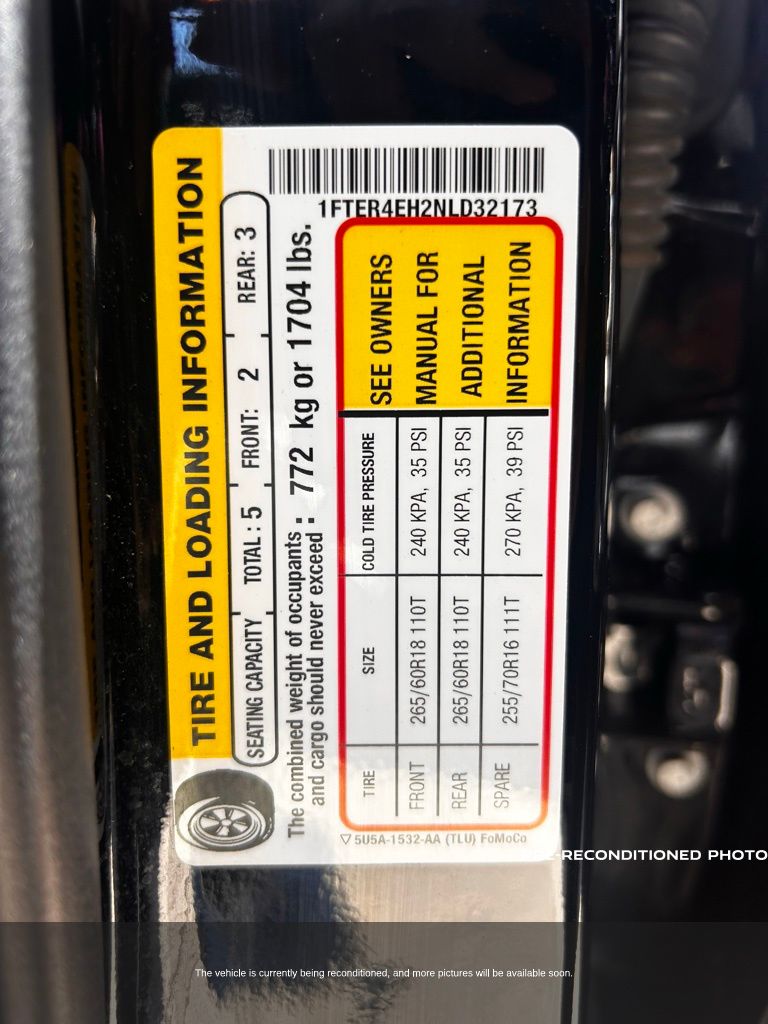 TIRE AND LOADING INFORMATION
SEATING CAPACITY TOTAL : 5 FRONT: 2 REAR: 3
The combined weight of occupants
and cargo should never exceed : 772 kg or 1704 lbs.
TIRE SIZE COLD TIRE PRESSURE
FRONT 265/60R18 110T 240 KPA, 35 PSI
REAR 265/60R18 110T 240 KPA, 35 PSI
SPARE 255/70R16 111T 270 KPA, 39 PSI
SEE OWNERS
MANUAL FOR
ADDITIONAL
INFORMATION
5U5A-1532-AA (TLU) FoMoCo
1FTER4EH2NLD32173
-RECONDITIONED PHOTO
The vehicle is currently being reconditioned, and more pictures will be available soon.